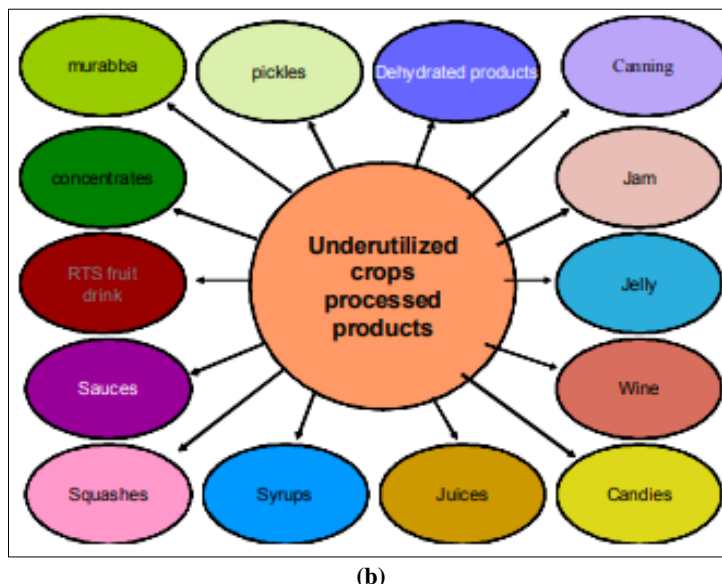 murabba
pickles
Dehydrated products
Canning
concentrates
Jam
Underutilized
crops
processed
products
RTS fruit
drink
Jelly
Sauces
Wine
Squashes
Syrups
Juices
Candies
(b)